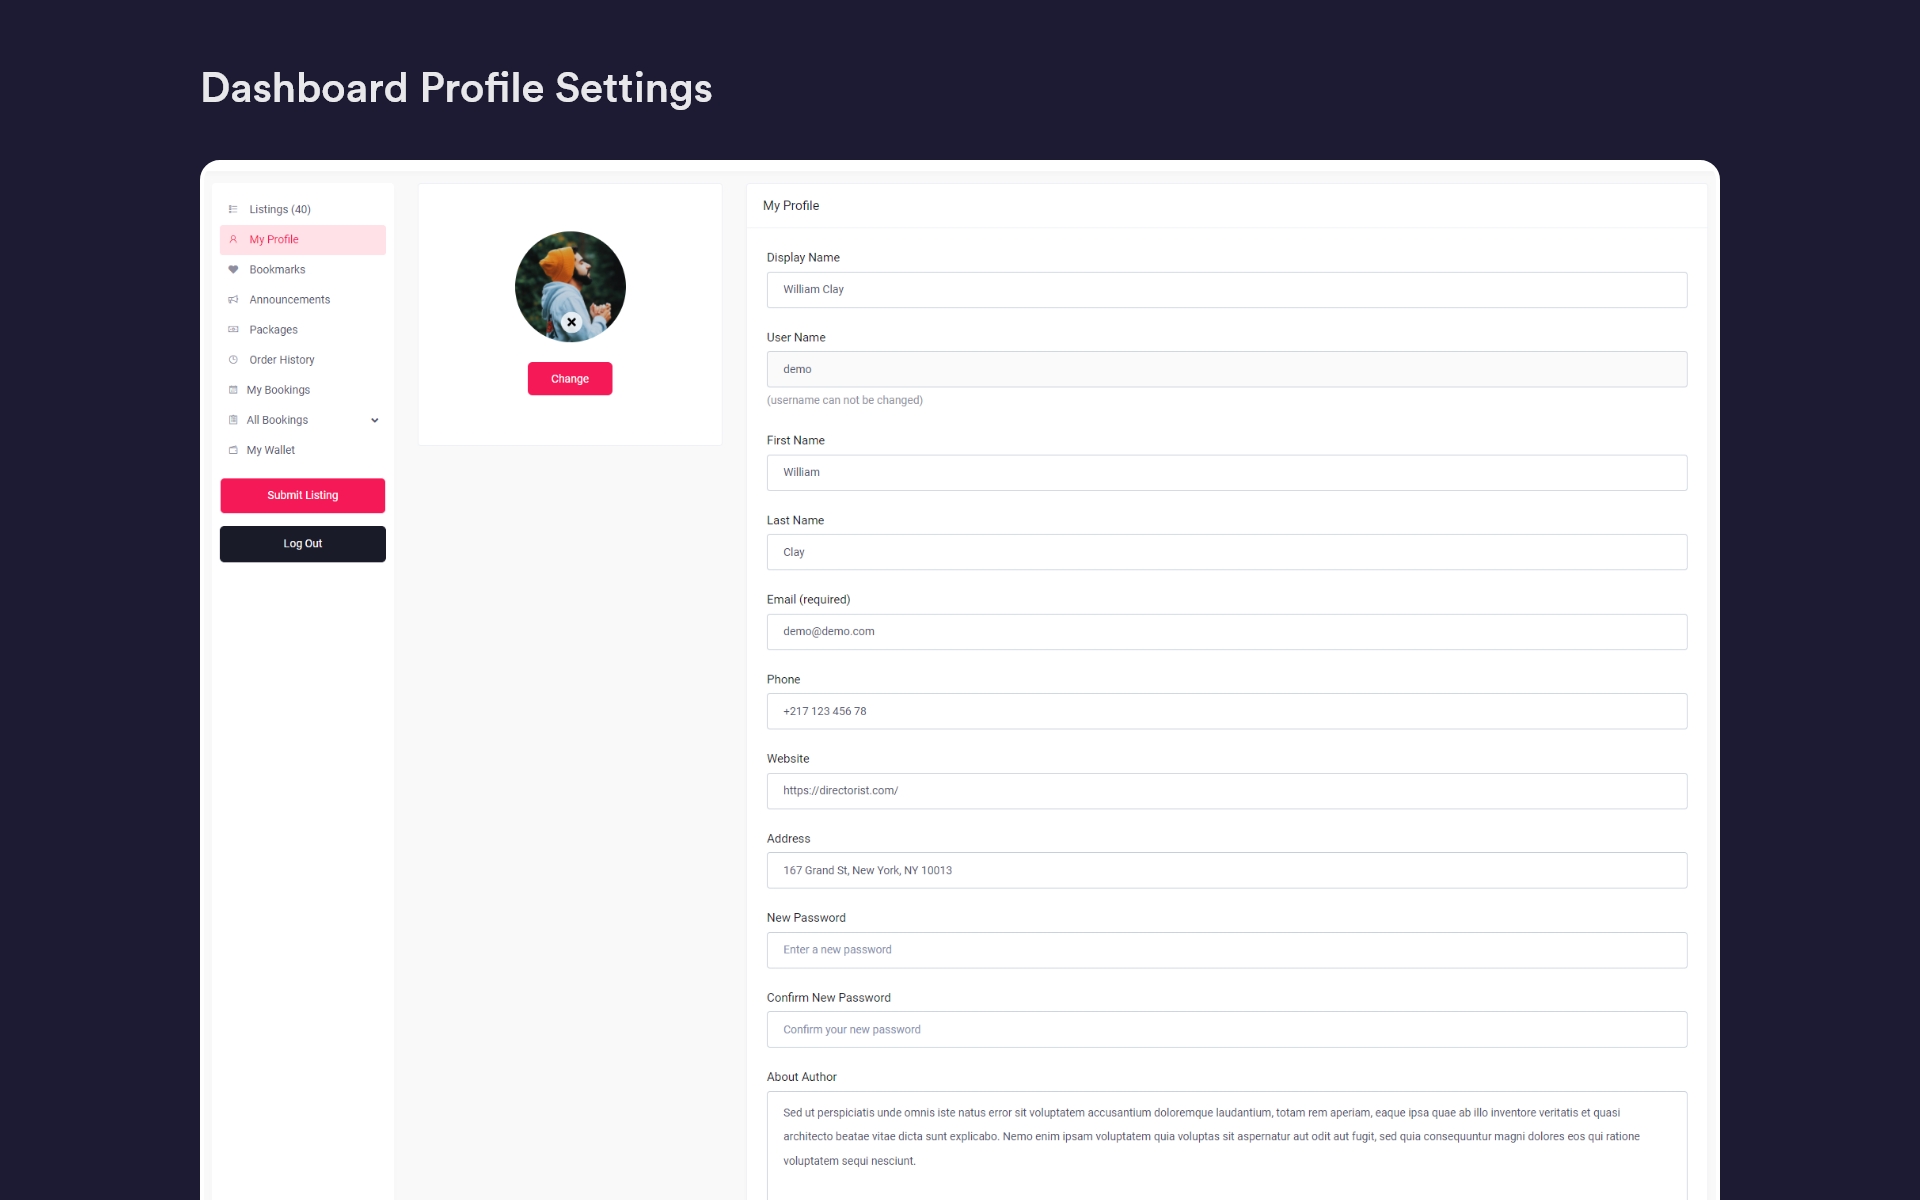 Dashboard Profile Settings
Listings (40)
My Profile
Bookmarks
Announcements
Packages
Order History
My Bookings
All Bookings
My Wallet
Submit Listing
Log Out
Change
My Profile
Display Name
William Clay
User Name
demo
(username can not be changed)
First Name
William
Last Name
Clay
Email (required)
demo@demo.com
Phone
+217 123 456 78
Website
https://directorist.com/
Address
167 Grand St, New York, NY 10013
New Password
Enter a new password
Confirm New Password
Confirm your new password
About Author
Sed ut perspiciatis unde omnis iste natus error sit voluptatem accusantium doloremque laudantium, totam rem aperiam, eaque ipsa quae ab illo inventore veritatis et quasi
architecto beatae vitae dicta sunt explicabo. Nemo enim ipsam voluptatem quia voluptas sit aspernatur aut odit aut fugit, sed quia consequuntur magni dolores eos qui ratione
voluptatem sequi nesciunt.